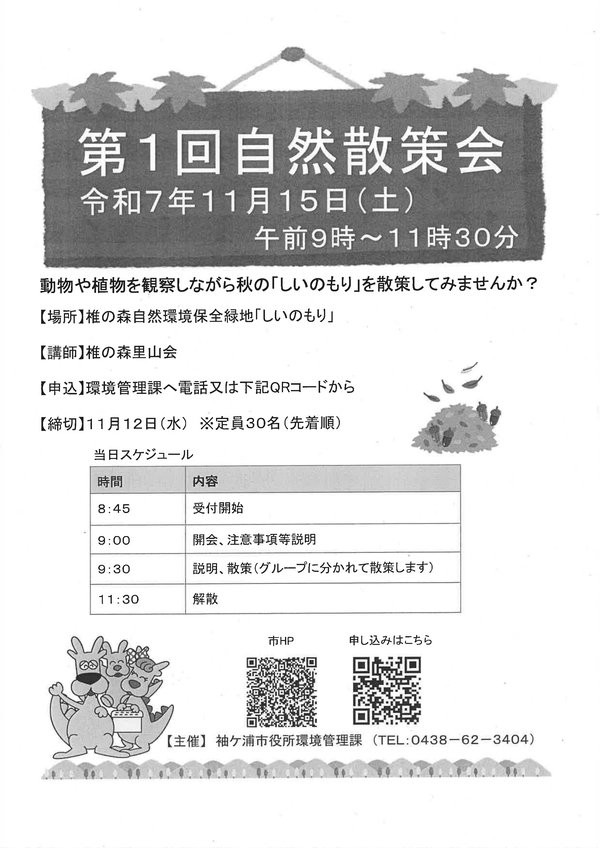 第1回自然散策会
令和7年11月15日(土)
午前9時～11時30分
動物や植物を観察しながら秋の「しいのもり」を散策してみませんか？
【場所】椎の森自然環境保全緑地「しいのもり」
【講師】椎の森里山会
【申込】環境管理課へ電話又は下記QRコードから
【締切】11月12日(水)　※定員30名(先着順)
当日スケジュール
時間　内容
8:45　受付開始
9:00　開会、注意事項等説明
9:30　説明、散策(グループに分かれて散策します)
11:30　解散
市HP　申し込みはこちら
【主催】 袖ケ浦市役所環境管理課 (TEL:0438－62－3404)